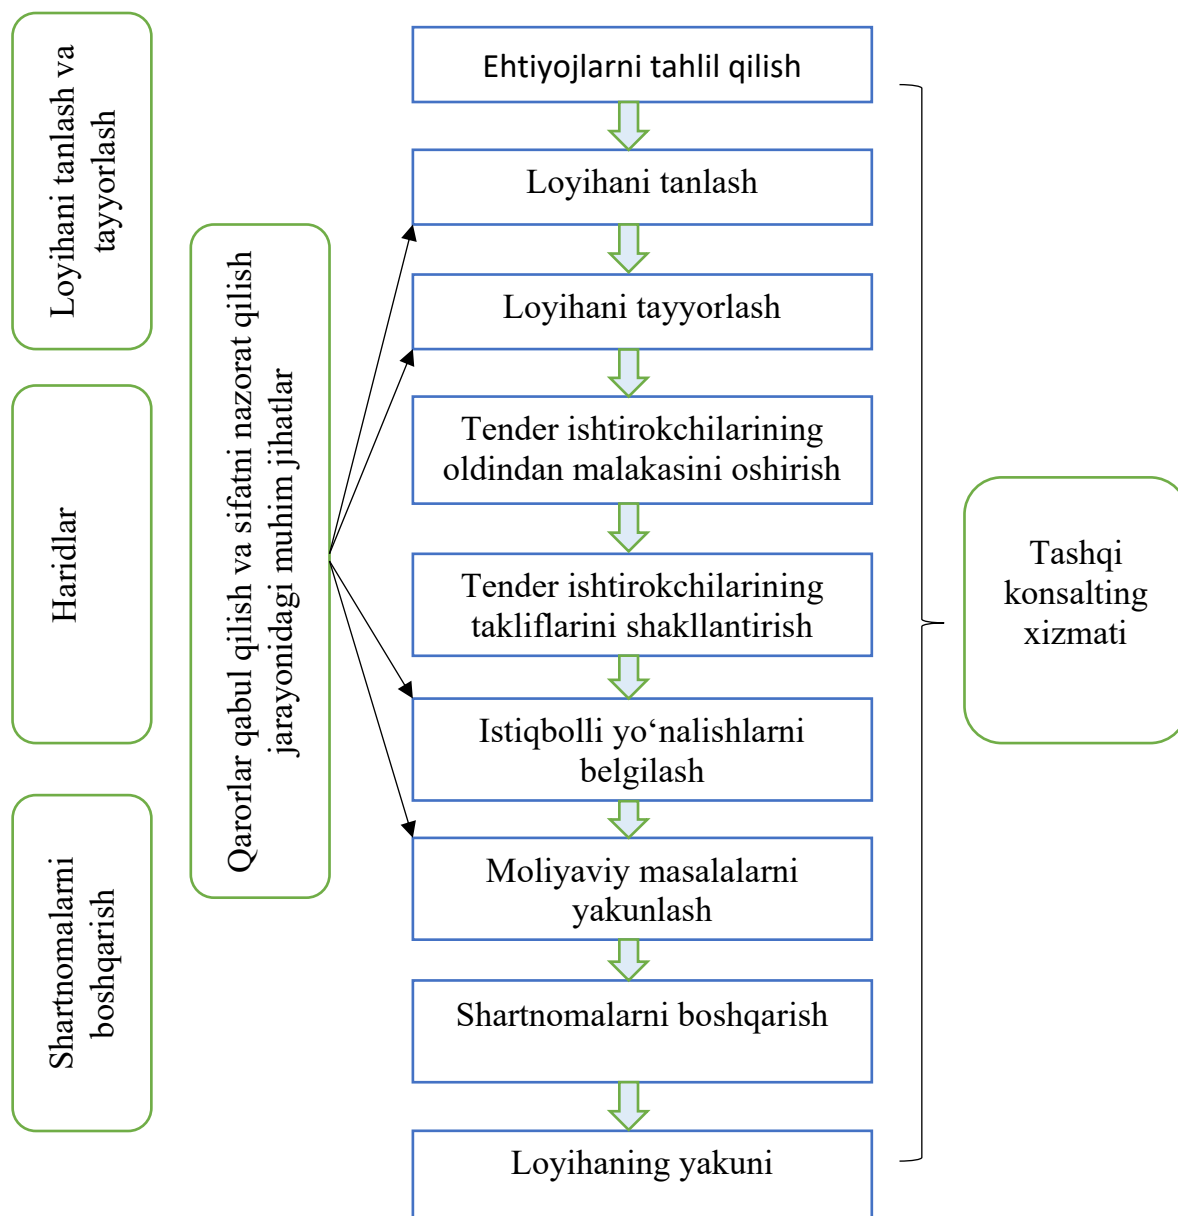 Loyihani tanlash va
tayyorlash
Haridlar
Shartnomalarni
boshqarish
Qarorlar qabul qilish va sifatni nazorat qilish
jarayonidagi muhim jihatlar
Ehtiyojlarni tahlil qilish
Loyihani tanlash
Loyihani tayyorlash
Tender ishtirokchilarining
oldindan malakasini oshirish
Tender ishtirokchilarining
takliflarini shakllantirish
Istiqbolli yo‘nalishlarni
belgilash
Moliyaviy masalalarni
yakunlash
Shartnomalarni boshqarish
Loyihaning yakuni
Tashqi
konsalting
xizmati